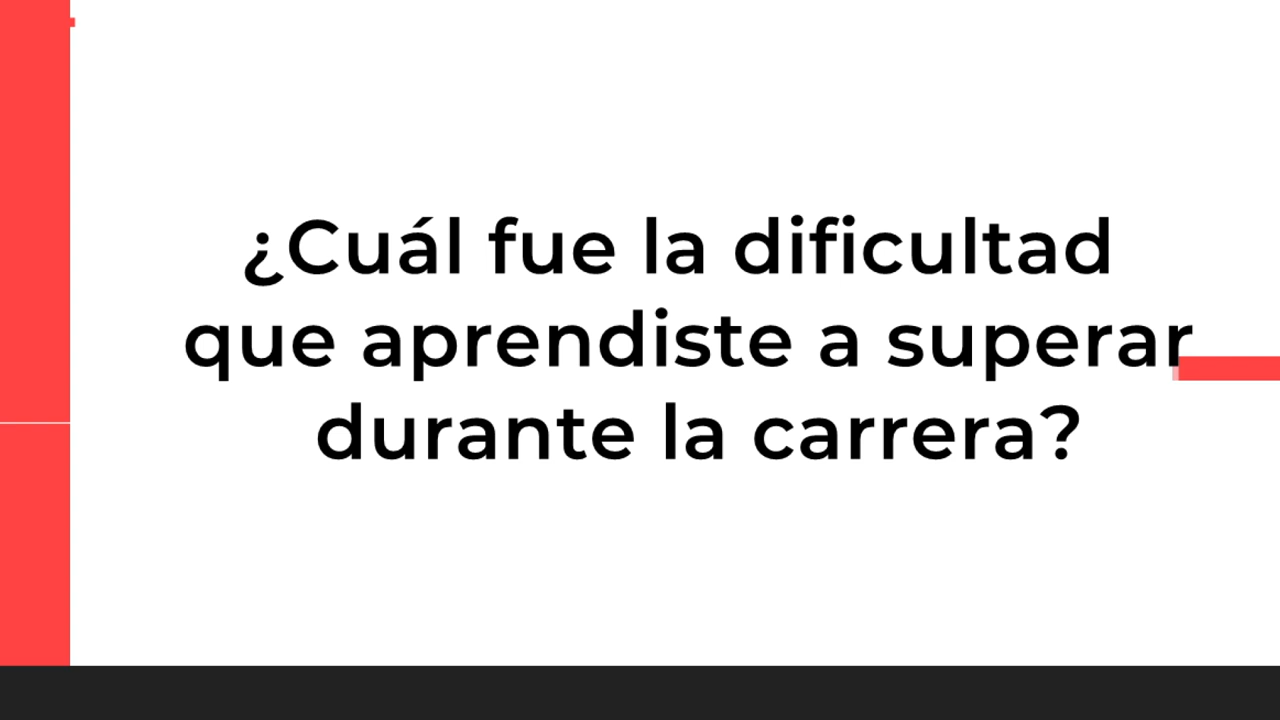 ¿Cuál fue la dificultad
que aprendiste a superar
durante la carrera?